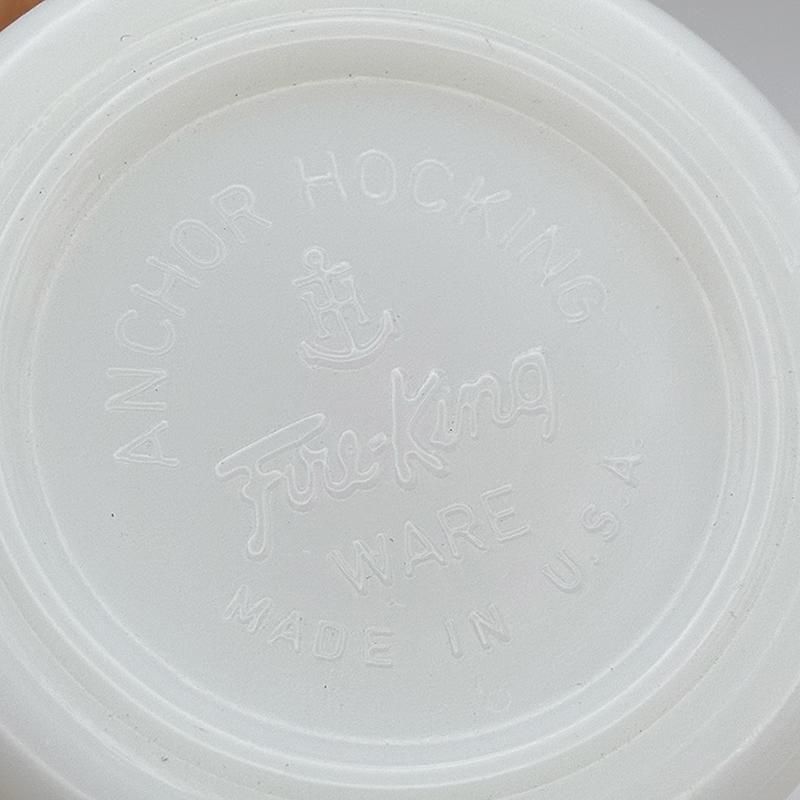 ANCHOR HOCKING
H
Fire-King
WARE
MADE IN U.S.A.